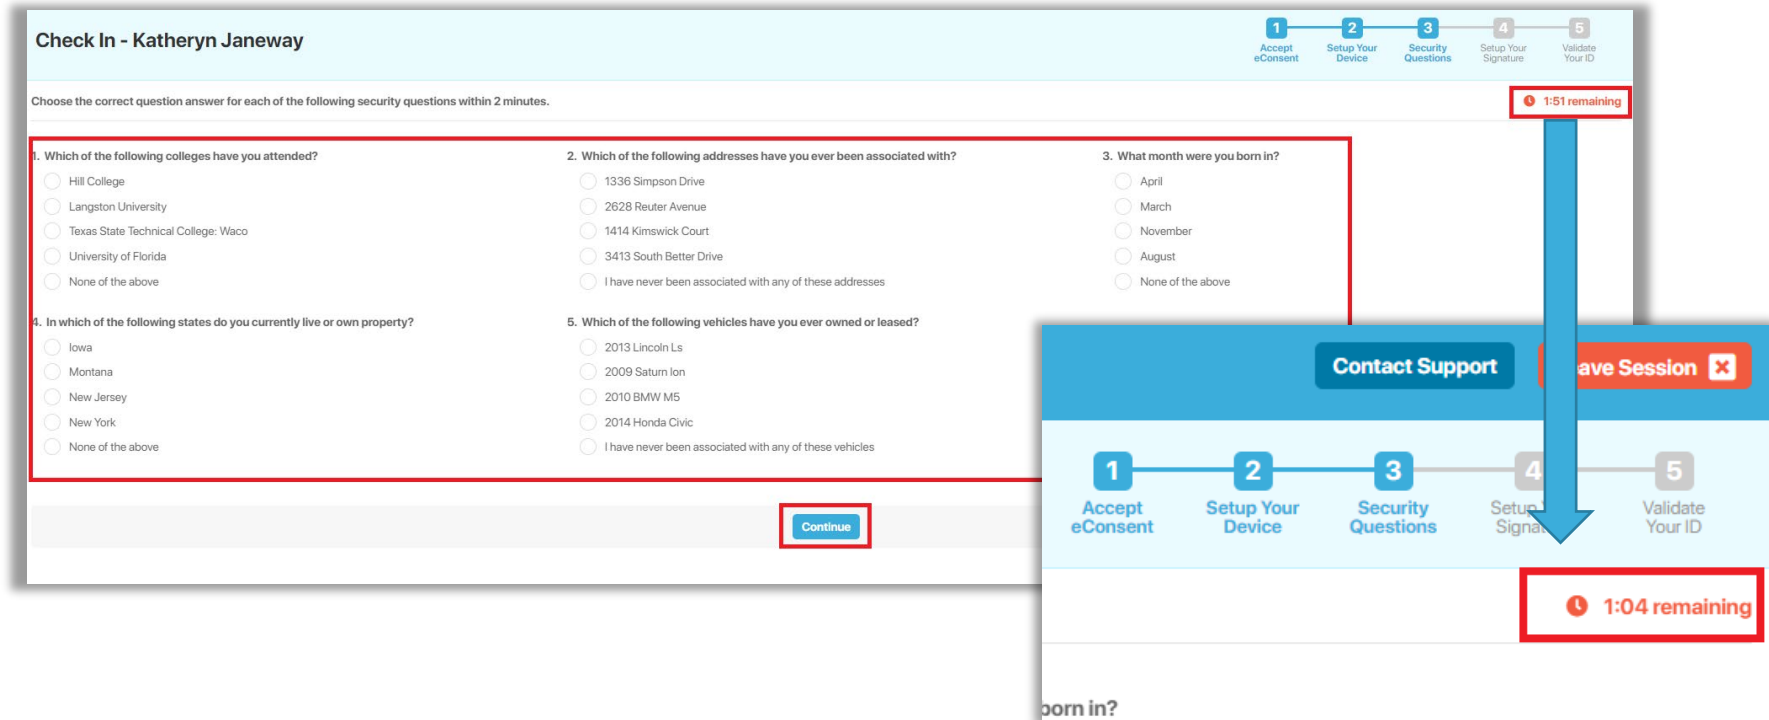 Check In - Katheryn Janeway
1 2 3 4 5
Accept eConsent
Setup Your Device
Security Questions
Setup Your Signature
Validate Your ID
Choose the correct question answer for each of the following security questions within 2 minutes.
1:51 remaining
1. Which of the following colleges have you attended?
Hill College
Langston University
Texas State Technical College: Waco
University of Florida
None of the above
2. Which of the following addresses have you ever been associated with?
1336 Simpson Drive
2628 Reuter Avenue
1414 Kimswick Court
3413 South Better Drive
I have never been associated with any of these addresses
3. What month were you born in?
April
March
November
August
None of the above
4. In which of the following states do you currently live or own property?
Iowa
Montana
New Jersey
New York
None of the above
5. Which of the following vehicles have you ever owned or leased?
2013 Lincoln Ls
2009 Saturn Ion
2010 BMW M5
2014 Honda Civic
I have never been associated with any of these vehicles
Continue
Contact Support
ave Session
1 2 3 4 5
Accept eConsent
Setup Your Device
Security Questions
Setup
Signat
Validate Your ID
1:04 remaining
born in?